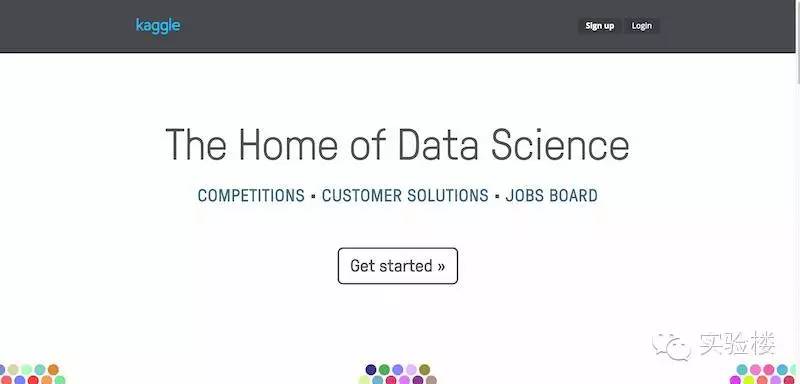 kaggle
Sign up Login
The Home of Data Science
COMPETITIONS ▪ CUSTOMER SOLUTIONS ▪ JOBS BOARD
Get started »
实验楼